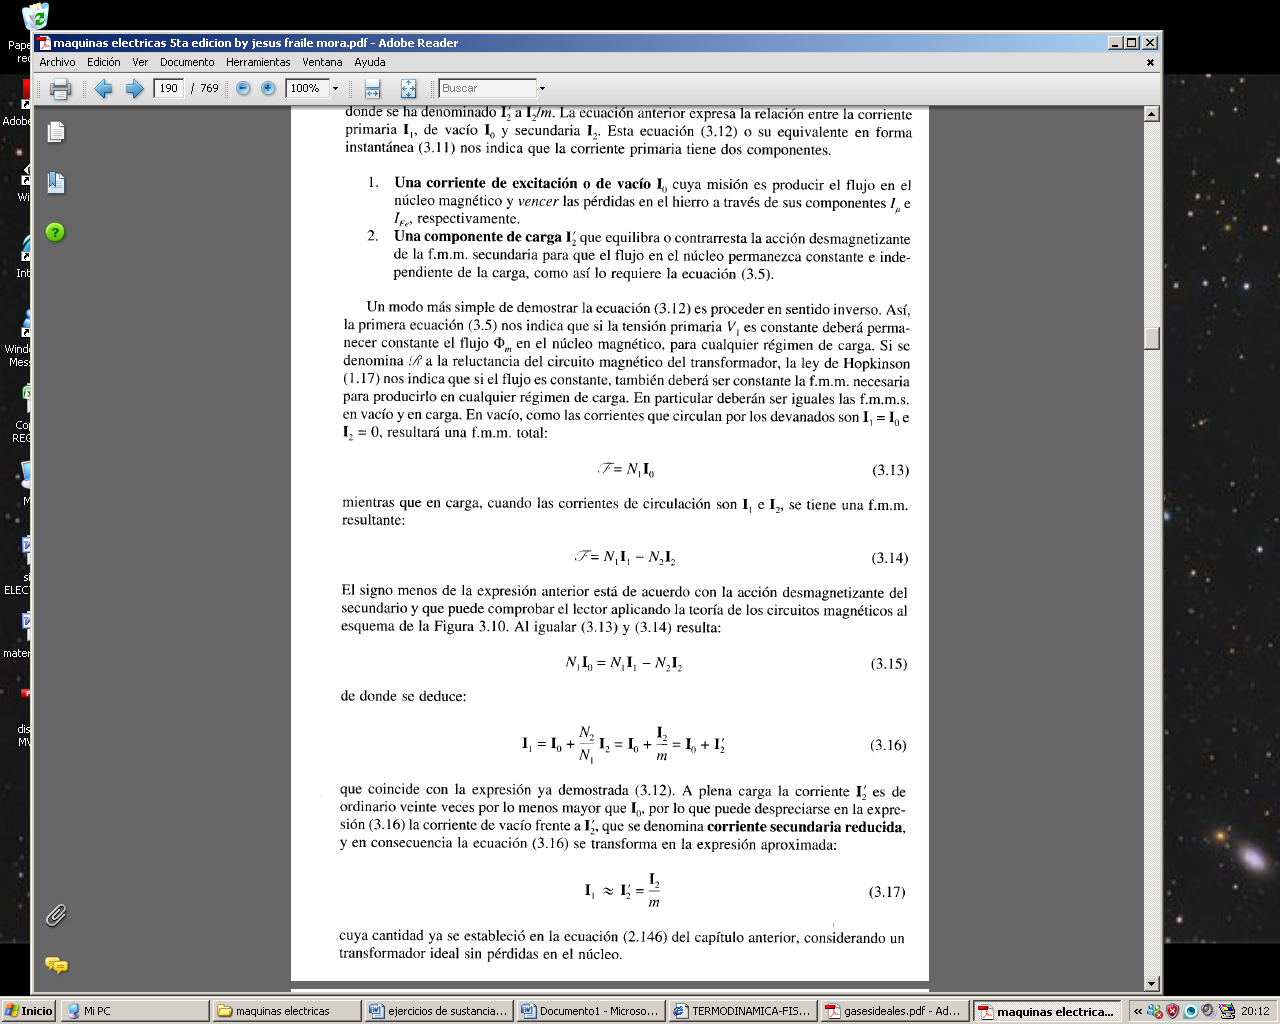 Pape
rec
maquinas electricas 5ta edicion by jesus fraile mora.pdf - Adobe Reader
Archivo Edición Ver Documento Herramientas Ventana Ayuda
190 / 769 100% Buscar
Adob
Wi
Int
Wind
Mess
Cop
REG
M
si
ELEC
mater
dis
MV
donde se ha denominado I′₂ a I₂/m. La ecuación anterior expresa la relación entre la corriente
primaria I₁, de vacío I₀ y secundaria I₂. Esta ecuación (3.12) o su equivalente en forma
instantánea (3.11) nos indica que la corriente primaria tiene dos componentes.
1. Una corriente de excitación o de vacío I₀ cuya misión es producir el flujo en el
núcleo magnético y vencer las pérdidas en el hierro a través de sus componentes Iμ e
I_Fe, respectivamente.
2. Una componente de carga I′₂ que equilibra o contrarresta la acción desmagnetizante
de la f.m.m. secundaria para que el flujo en el núcleo permanezca constante e inde-
pendiente de la carga, como así lo requiere la ecuación (3.5).
Un modo más simple de demostrar la ecuación (3.12) es proceder en sentido inverso. Así,
la primera ecuación (3.5) nos indica que si la tensión primaria V₁ es constante deberá perma-
necer constante el flujo Φₘ en el núcleo magnético, para cualquier régimen de carga. Si se
denomina ℛ a la reluctancia del circuito magnético del transformador, la ley de Hopkinson
(1.17) nos indica que si el flujo es constante, también deberá ser constante la f.m.m. necesaria
para producirlo en cualquier régimen de carga. En particular deberán ser iguales las f.m.m.s.
en vacío y en carga. En vacío, como las corrientes que circulan por los devanados son I₁ = I₀ e
I₂ = 0, resultará una f.m.m. total:
ℱ = N₁I₀ (3.13)
mientras que en carga, cuando las corrientes de circulación son I₁ e I₂, se tiene una f.m.m.
resultante:
ℱ = N₁I₁ − N₂I₂ (3.14)
El signo menos de la expresión anterior está de acuerdo con la acción desmagnetizante del
secundario y que puede comprobar el lector aplicando la teoría de los circuitos magnéticos al
esquema de la Figura 3.10. Al igualar (3.13) y (3.14) resulta:
N₁I₀ = N₁I₁ − N₂I₂ (3.15)
de donde se deduce:
I₁ = I₀ + N₂/N₁ I₂ = I₀ + I₂/m = I₀ + I′₂ (3.16)
que coincide con la expresión ya demostrada (3.12). A plena carga la corriente I′₂ es de
ordinario veinte veces por lo menos mayor que I₀, por lo que puede despreciarse en la expre-
sión (3.16) la corriente de vacío frente a I′₂, que se denomina corriente secundaria reducida,
y en consecuencia la ecuación (3.16) se transforma en la expresión aproximada:
I₁ ≈ I′₂ = I₂/m (3.17)
cuya cantidad ya se estableció en la ecuación (2.146) del capítulo anterior, considerando un
transformador ideal sin pérdidas en el núcleo.
Inicio Mi PC maquinas electricas ejercicios de sustancia... Documento1 - Microso... TERMODINAMICA-FIS... gasesideales.pdf - Ad... maquinas electrica... « 20:12